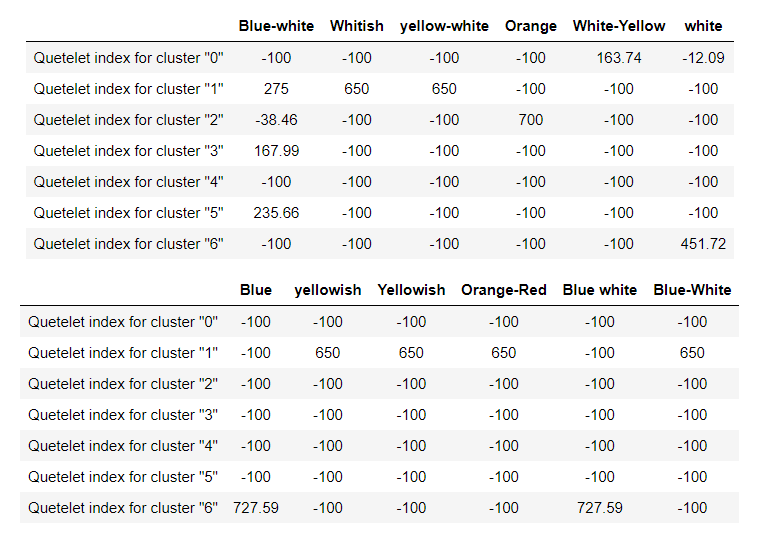 Blue-white Whitish yellow-white Orange White-Yellow white
Quetelet index for cluster "0" -100 -100 -100 -100 163.74 -12.09
Quetelet index for cluster "1" 275 650 650 -100 -100 -100
Quetelet index for cluster "2" -38.46 -100 -100 700 -100 -100
Quetelet index for cluster "3" 167.99 -100 -100 -100 -100 -100
Quetelet index for cluster "4" -100 -100 -100 -100 -100 -100
Quetelet index for cluster "5" 235.66 -100 -100 -100 -100 -100
Quetelet index for cluster "6" -100 -100 -100 -100 -100 451.72
Blue yellowish Yellowish Orange-Red Blue white Blue-White
Quetelet index for cluster "0" -100 -100 -100 -100 -100 -100
Quetelet index for cluster "1" -100 650 650 650 -100 650
Quetelet index for cluster "2" -100 -100 -100 -100 -100 -100
Quetelet index for cluster "3" -100 -100 -100 -100 -100 -100
Quetelet index for cluster "4" -100 -100 -100 -100 -100 -100
Quetelet index for cluster "5" -100 -100 -100 -100 -100 -100
Quetelet index for cluster "6" 727.59 -100 -100 -100 727.59 -100